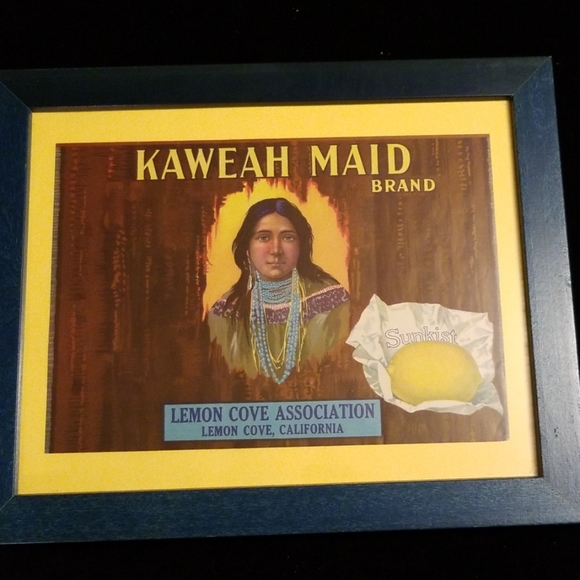 KAWEAH MAID
BRAND
Sunkist
LEMON COVE ASSOCIATION
LEMON COVE, CALIFORNIA